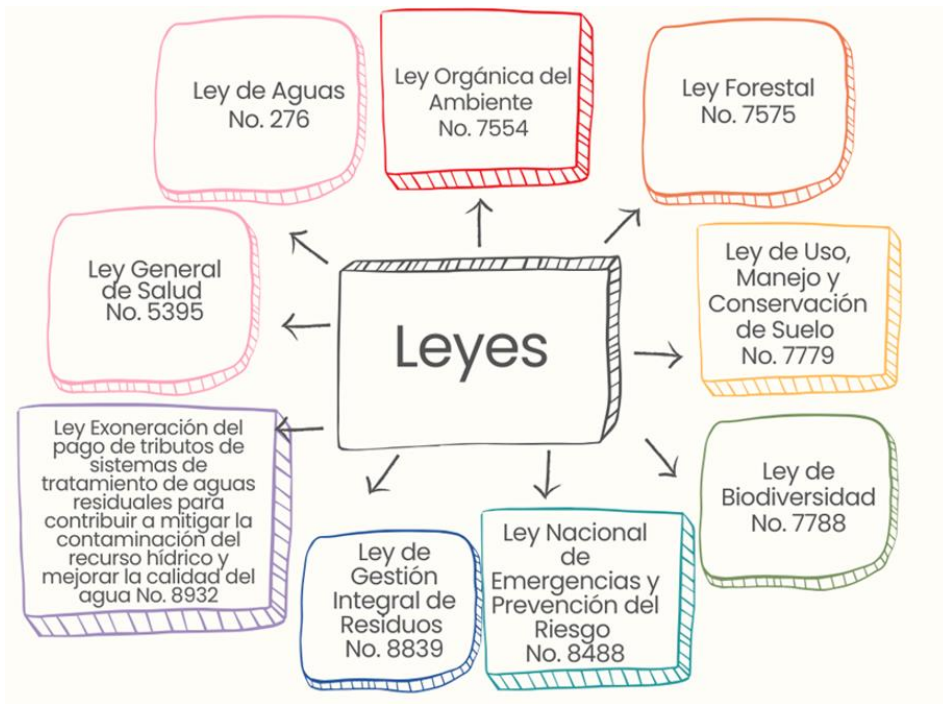 Ley de Aguas
No. 276
Ley Orgánica del
Ambiente
No. 7554
Ley Forestal
No. 7575
Ley General
de Salud
No. 5395
Leyes
Ley de Uso,
Manejo y
Conservación
de Suelo
No. 7779
Ley Exoneración del
pago de tributos de
sistemas de
tratamiento de aguas
residuales para
contribuir a mitigar la
contaminación del
recurso hídrico y
mejorar la calidad del
agua No. 8932
Ley de
Gestión
Integral de
Residuos
No. 8839
Ley Nacional
de
Emergencias y
Prevención del
Riesgo
No. 8488
Ley de
Biodiversidad
No. 7788